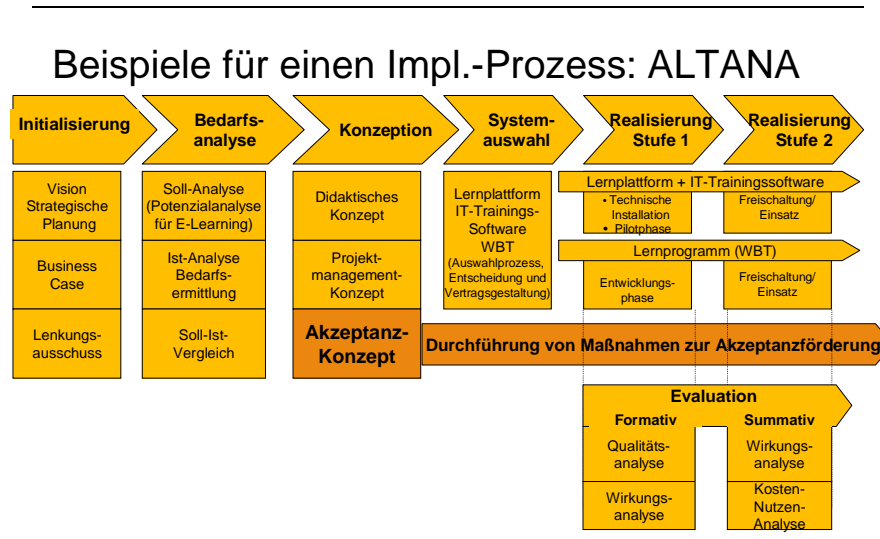 Beispiele für einen Impl.-Prozess: ALTANA
Initialisierung
Bedarfs-
analyse
Konzeption
System-
auswahl
Realisierung
Stufe 1
Realisierung
Stufe 2
Vision
Strategische
Planung
Business
Case
Lenkungs-
ausschuss
Soll-Analyse
(Potenzialanalyse
für E-Learning)
Ist-Analyse
Bedarfs-
ermittlung
Soll-Ist-
Vergleich
Didaktisches
Konzept
Projekt-
management-
Konzept
Akzeptanz-
Konzept
Lernplattform
IT-Trainings-
Software
WBT
(Auswahlprozess,
Entscheidung und
Vertragsgestaltung)
Lernplattform + IT-Trainingssoftware
• Technische
Installation
• Pilotphase
Freischaltung/
Einsatz
Lernprogramm (WBT)
Entwicklungs-
phase
Freischaltung/
Einsatz
Durchführung von Maßnahmen zur Akzeptanzförderung
Evaluation
Formativ
Summativ
Qualitäts-
analyse
Wirkungs-
analyse
Wirkungs-
analyse
Kosten-
Nutzen-
Analyse